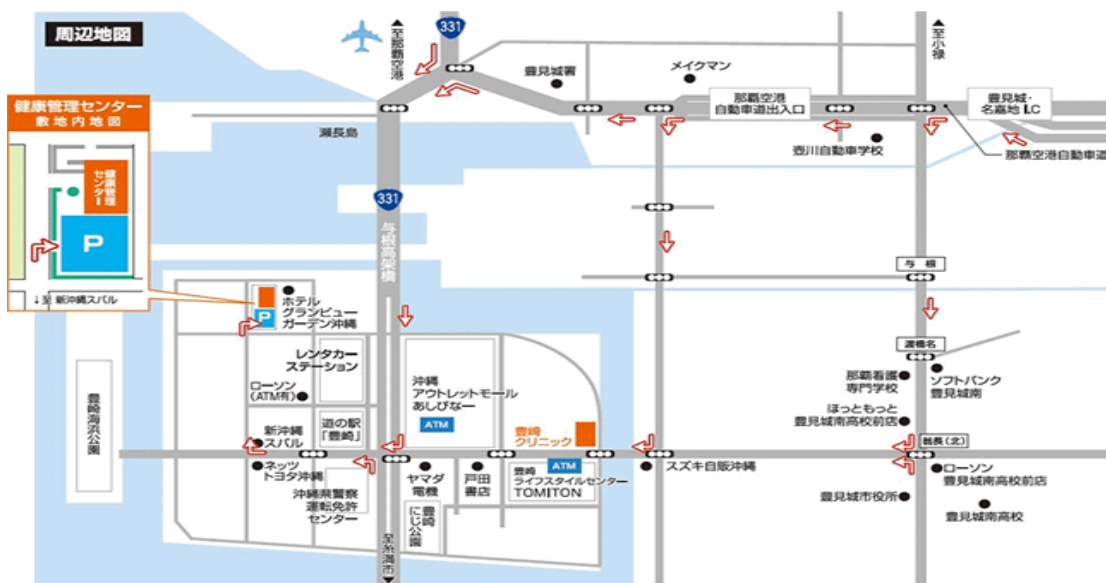 周辺地図
至那覇空港
331
至小禄
豊見城署
メイクマン
那覇空港
自動車道出入口
豊見城・
名嘉地I.C
健康管理センター
敷地内地図
瀬長島
壺川自動車学校
那覇空港自動車道
健康管理
センター
P
331
与根高架橋
与根
↓至 新沖縄スバル
P
ホテル
グランビュー
ガーデン沖縄
渡橋名
レンタカー
ステーション
沖縄
アウトレットモール
あしびなー
ATM
那覇看護
専門学校
ソフトバンク
豊見城南
ローソン
(ATM有)
ほっともっと
豊見城南高校前店
豊崎海浜公園
新沖縄
スバル
道の駅
「豊崎」
豊崎
クリニック
翁長(北)
ネッツ
トヨタ沖縄
沖縄県警察
運転免許
センター
ヤマダ
電機
戸田
書店
豊崎
ATM
ライフスタイルセンター
TOMITON
スズキ自販沖縄
ローソン
豊見城南高校前店
豊見城市役所
豊見城南高校
豊崎
にじ公園
至糸満市